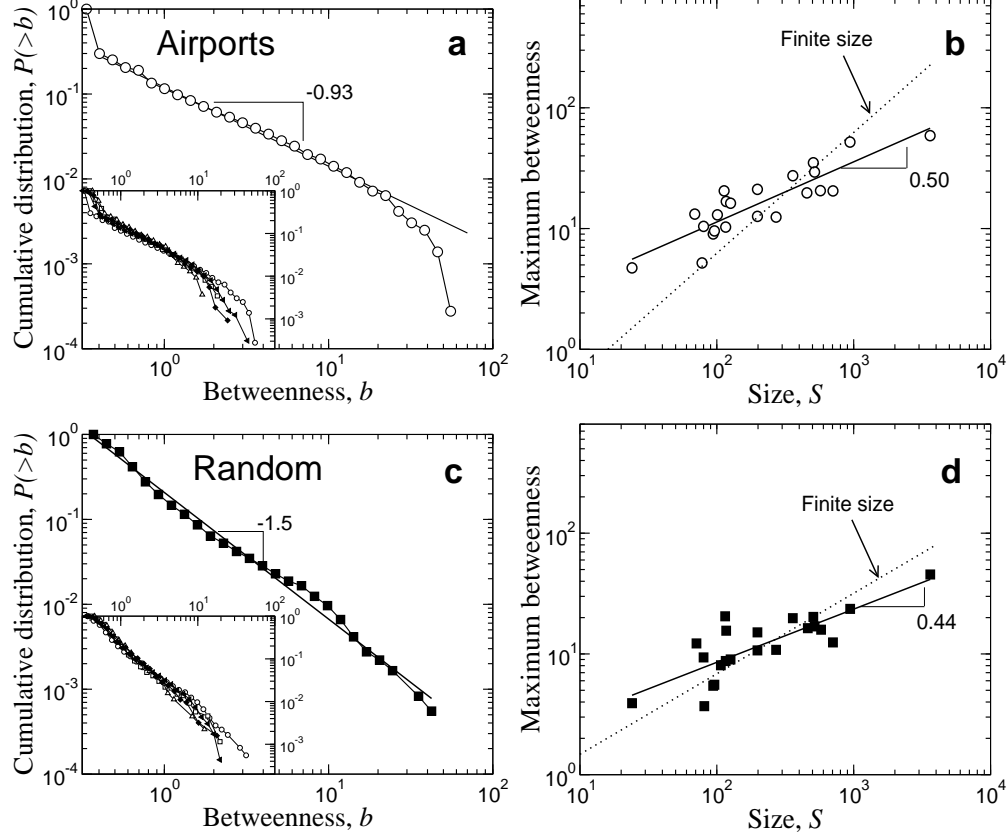 Airports
a
Cumulative distribution, P(>b)
10^0
10^-1
10^-2
10^-3
10^-4
-0.93
10^0 10^1 10^2
10^0
10^-1
10^-2
10^-3
10^0 10^1 10^2
Betweenness, b
b
Maximum betweenness
Finite size
10^2
10^1
10^0
0.50
10^1 10^2 10^3 10^4
Size, S
Random
c
Cumulative distribution, P(>b)
10^0
10^-1
10^-2
10^-3
10^-4
-1.5
10^0 10^1 10^2
10^0
10^-1
10^-2
10^-3
10^0 10^1 10^2
Betweenness, b
d
Maximum betweenness
Finite size
10^2
10^1
10^0
0.44
10^1 10^2 10^3 10^4
Size, S